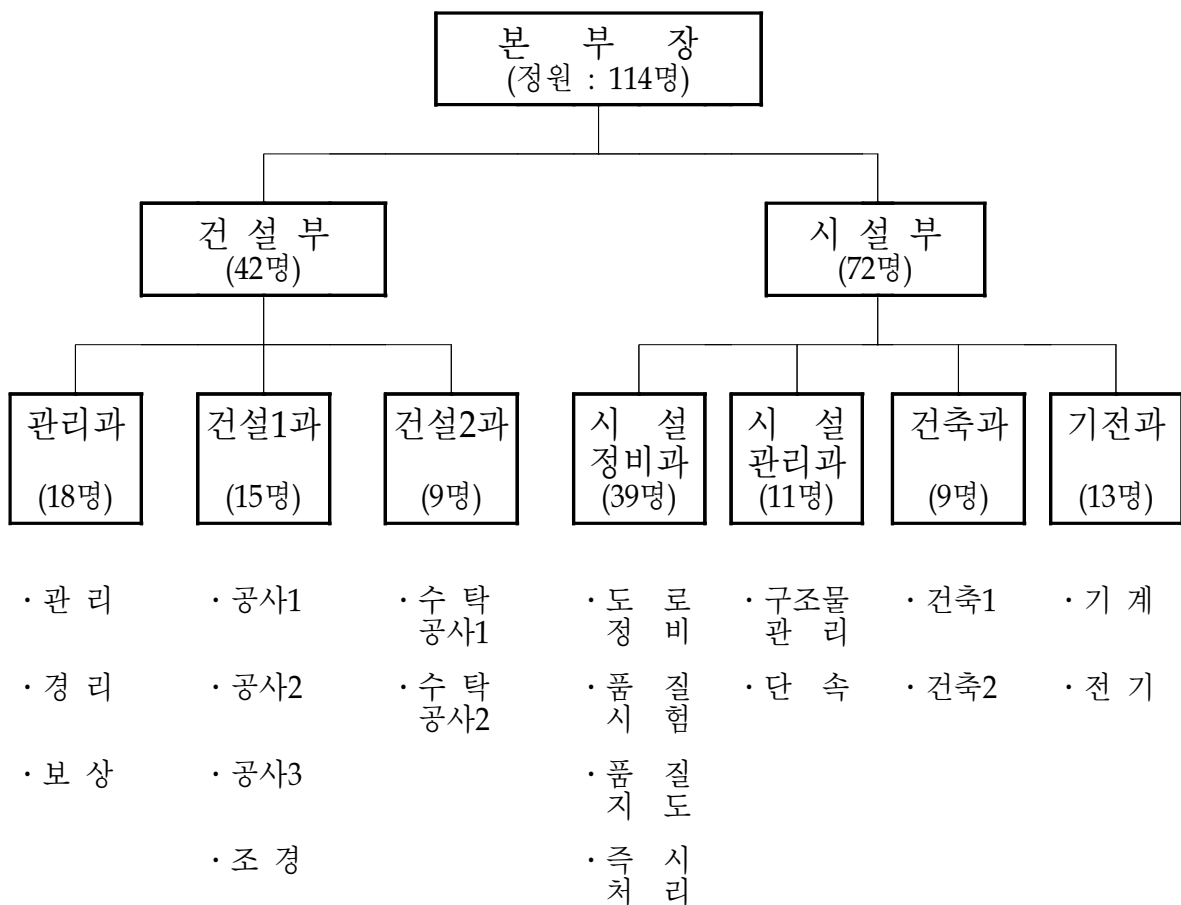 본 부 장
(정원 : 114명)
건 설 부
(42명)
시 설 부
(72명)
관리과
(18명)
건설1과
(15명)
건설2과
(9명)
시 설
정비과
(39명)
시 설
관리과
(11명)
건축과
(9명)
기전과
(13명)
· 관 리
· 경 리
· 보 상
· 공사1
· 공사2
· 공사3
· 조 경
· 수 탁
공사1
· 수 탁
공사2
· 도 로
정 비
· 품 질
시 험
· 품 질
지 도
· 즉 시
처 리
· 구조물
관 리
· 단 속
· 건축1
· 건축2
· 기 계
· 전 기